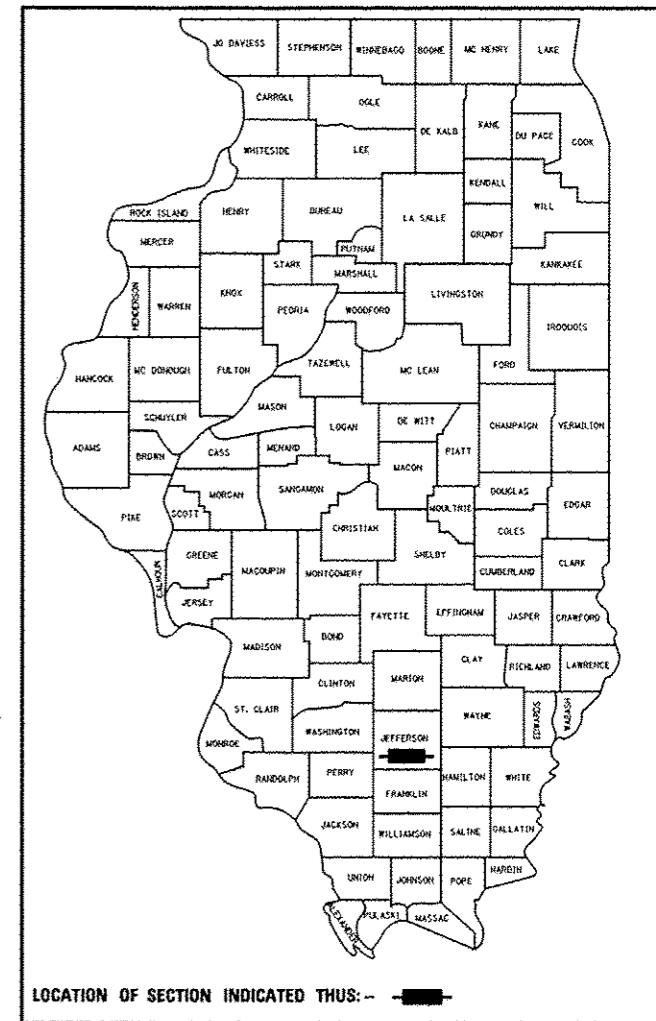 JO DAVIESS STEPHENSON WINNEBAGO BOONE MC HENRY LAKE
CARROLL OGLE DE KALB KANE DU PAGE COOK
WHITESIDE LEE KENDALL WILL
ROCK ISLAND HENRY BUREAU LA SALLE GRUNDY
MERCER STARK PUTNAM MARSHALL KANKAKEE
HENDERSON WARREN KNOX PEORIA WOODFORD LIVINGSTON IROQUOIS
HANCOCK MC DONOUGH FULTON TAZEWELL MC LEAN FORD
SCHUYLER MASON LOGAN DE WITT CHAMPAIGN VERMILION
ADAMS BROWN CASS MENARD MACON PIATT
PIKE SCOTT MORGAN SANGAMON CHRISTIAN MOULTRIE DOUGLAS EDGAR
COLES
CALHOUN GREENE MACOUPIN MONTGOMERY SHELBY CUMBERLAND CLARK
JERSEY FAYETTE EFFINGHAM JASPER CRAWFORD
MADISON BOND CLAY RICHLAND LAWRENCE
CLINTON MARION
ST. CLAIR WASHINGTON JEFFERSON WAYNE EDWARDS WABASH
MONROE RANDOLPH PERRY HAMILTON WHITE
FRANKLIN
JACKSON WILLIAMSON SALINE GALLATIN
UNION JOHNSON POPE HARDIN
ALEXANDER PULASKI MASSAC
LOCATION OF SECTION INDICATED THUS: -